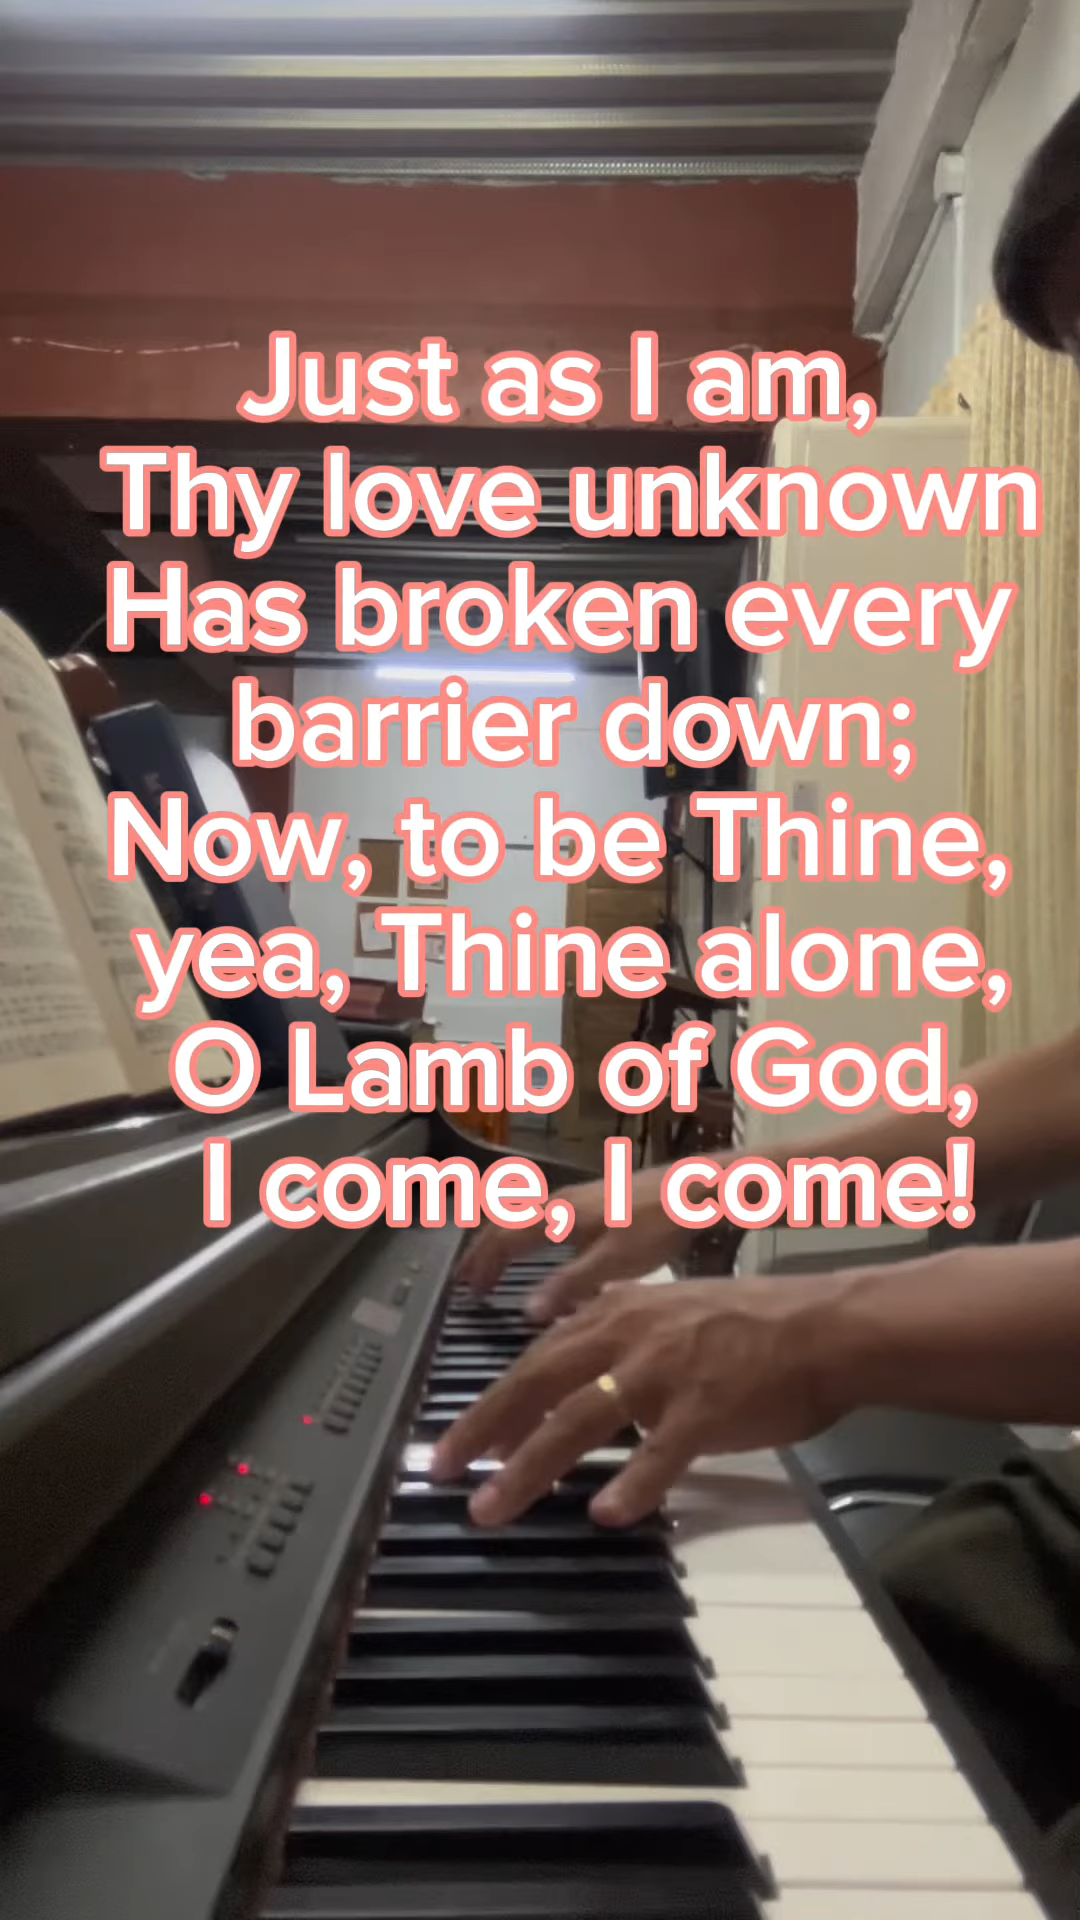 Just as I am,
Thy love unknown
Has broken every
barrier down;
Now, to be Thine,
yea, Thine alone,
O Lamb of God,
I come, I come!